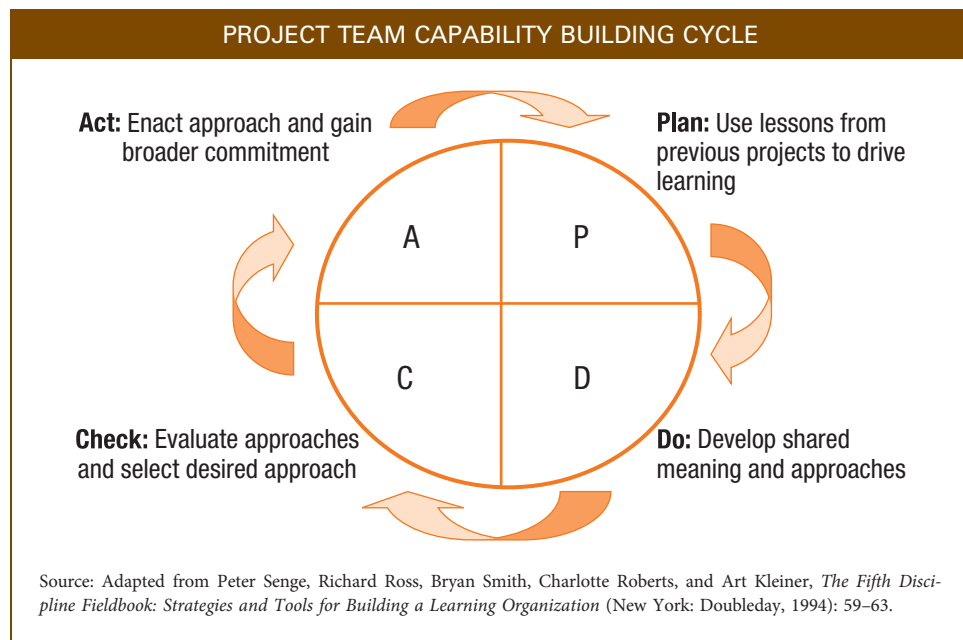 PROJECT TEAM CAPABILITY BUILDING CYCLE
Act: Enact approach and gain
broader commitment
Plan: Use lessons from
previous projects to drive
learning
A
P
C
D
Check: Evaluate approaches
and select desired approach
Do: Develop shared
meaning and approaches
Source: Adapted from Peter Senge, Richard Ross, Bryan Smith, Charlotte Roberts, and Art Kleiner, The Fifth Disci-
pline Fieldbook: Strategies and Tools for Building a Learning Organization (New York: Doubleday, 1994): 59–63.